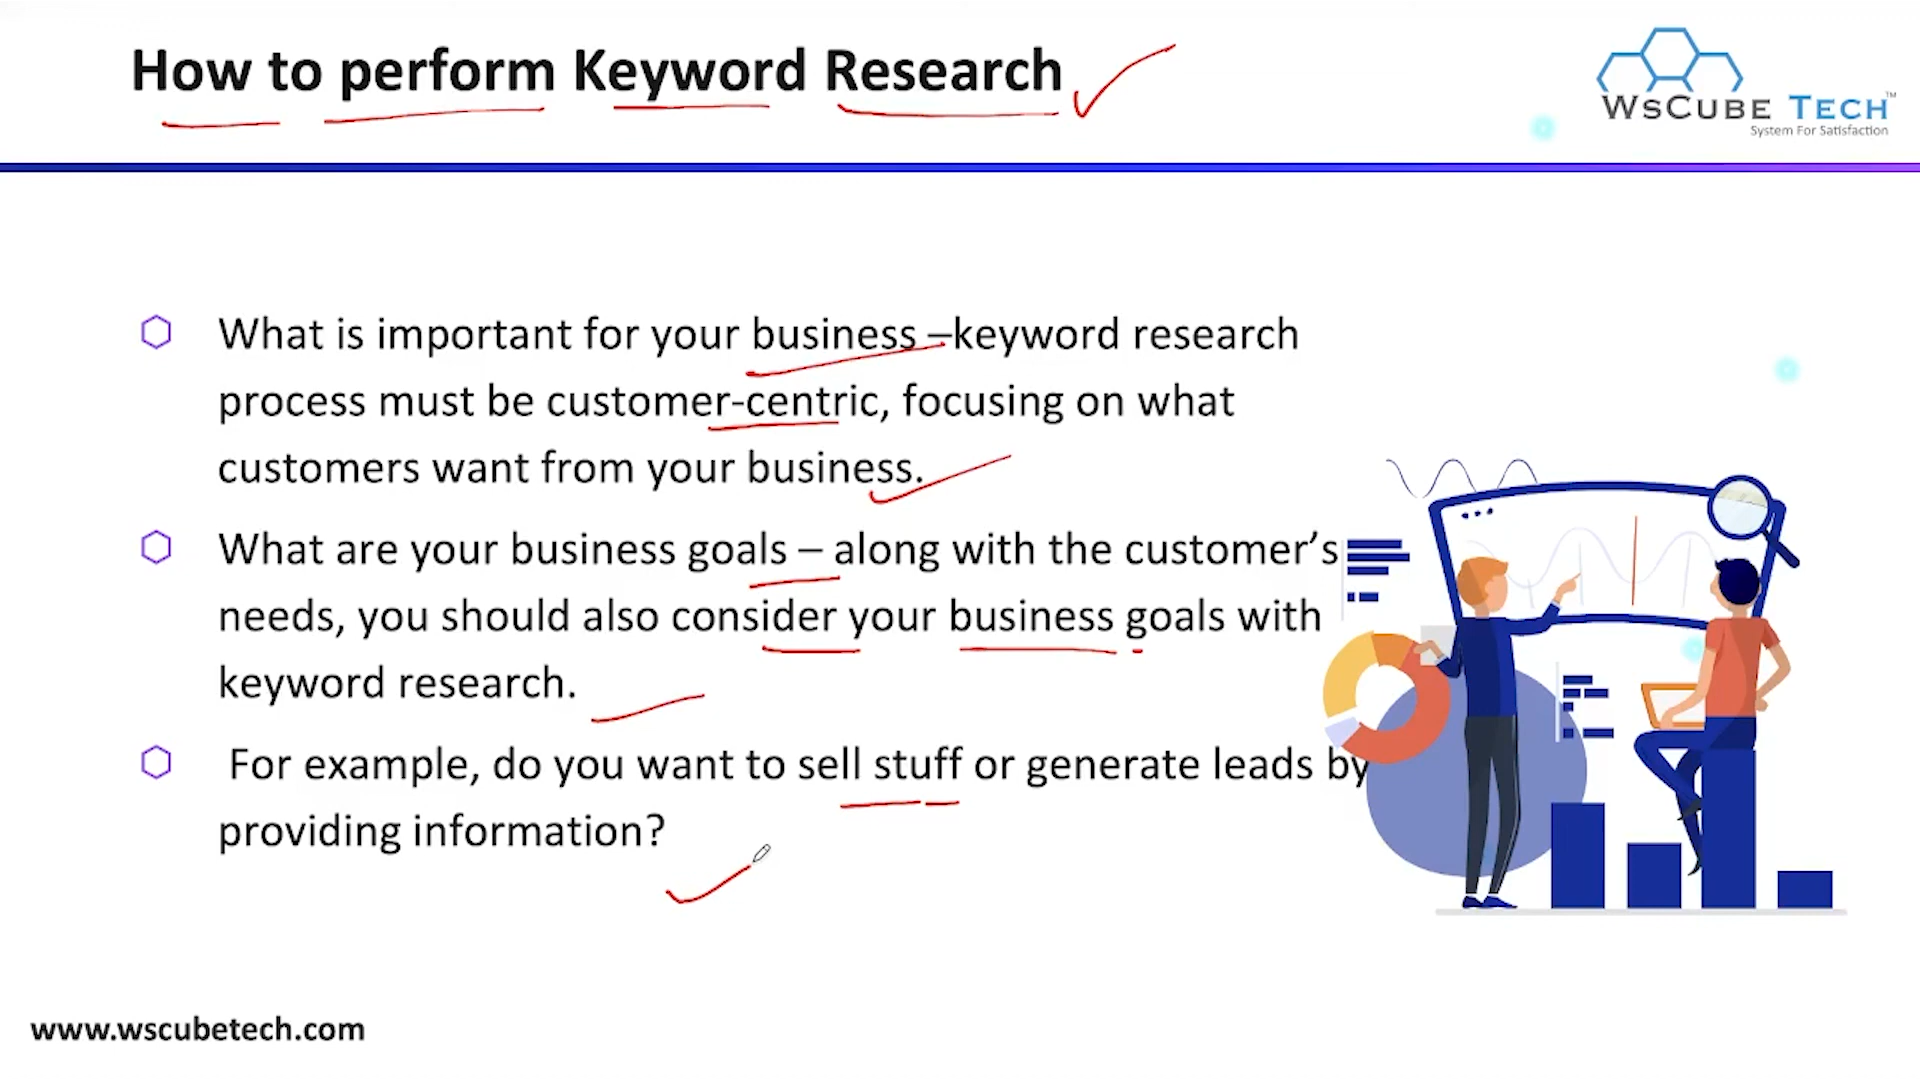 How to perform Keyword Research
WsCube Tech™
System For Satisfaction
What is important for your business –keyword research
process must be customer-centric, focusing on what
customers want from your business.
What are your business goals – along with the customer’s
needs, you should also consider your business goals with
keyword research.
For example, do you want to sell stuff or generate leads by
providing information?
www.wscubetech.com